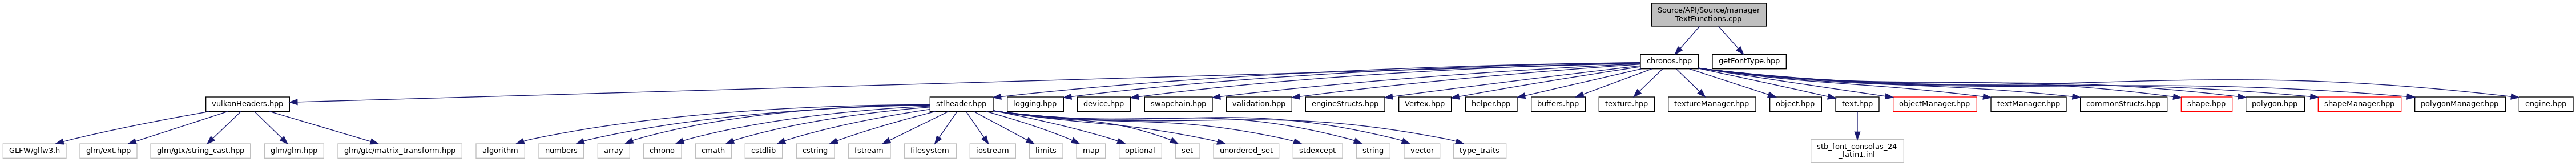 Source/API/Source/manager
TextFunctions.cpp
chronos.hpp
getFontType.hpp
vulkanHeaders.hpp
stlheader.hpp
logging.hpp
device.hpp
swapchain.hpp
validation.hpp
engineStructs.hpp
Vertex.hpp
helper.hpp
buffers.hpp
texture.hpp
textureManager.hpp
object.hpp
text.hpp
objectManager.hpp
textManager.hpp
commonStructs.hpp
shape.hpp
polygon.hpp
shapeManager.hpp
polygonManager.hpp
engine.hpp
GLFW/glfw3.h
glm/ext.hpp
glm/gtx/string_cast.hpp
glm/glm.hpp
glm/gtc/matrix_transform.hpp
algorithm
numbers
array
chrono
cmath
cstdlib
cstring
fstream
filesystem
iostream
limits
map
optional
set
unordered_set
stdexcept
string
vector
type_traits
stb_font_consolas_24
_latin1.inl